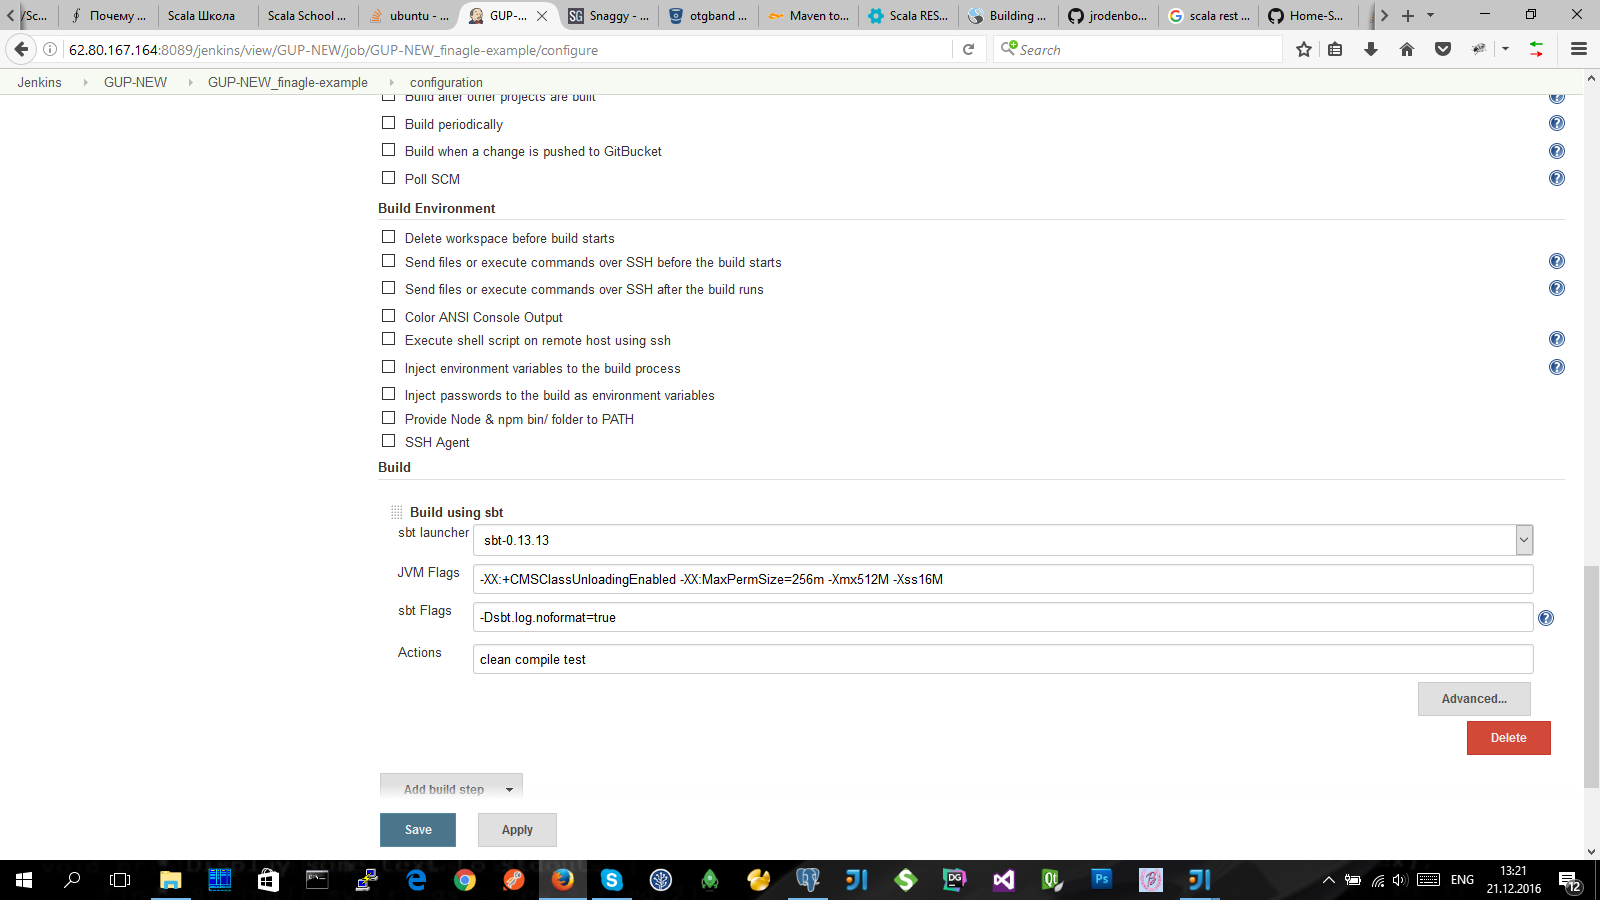 /Sc...
Почему ...
Scala Школа
Scala School ...
ubuntu - ...
GUP-...
Snaggy - ...
otgband ...
Maven to...
Scala RES...
Building ...
jrodenbo...
scala rest ...
Home-S...
62.80.167.164:8089/jenkins/view/GUP-NEW/job/GUP-NEW_finagle-example/configure
Search
Jenkins GUP-NEW GUP-NEW_finagle-example configuration
Build after other projects are built
Build periodically
Build when a change is pushed to GitBucket
Poll SCM
Build Environment
Delete workspace before build starts
Send files or execute commands over SSH before the build starts
Send files or execute commands over SSH after the build runs
Color ANSI Console Output
Execute shell script on remote host using ssh
Inject environment variables to the build process
Inject passwords to the build as environment variables
Provide Node & npm bin/ folder to PATH
SSH Agent
Build
Build using sbt
sbt launcher
sbt-0.13.13
JVM Flags
-XX:+CMSClassUnloadingEnabled -XX:MaxPermSize=256m -Xmx512M -Xss16M
sbt Flags
-Dsbt.log.noformat=true
Actions
clean compile test
Advanced...
Delete
Add build step
Save
Apply
ENG
13:21
21.12.2016
12